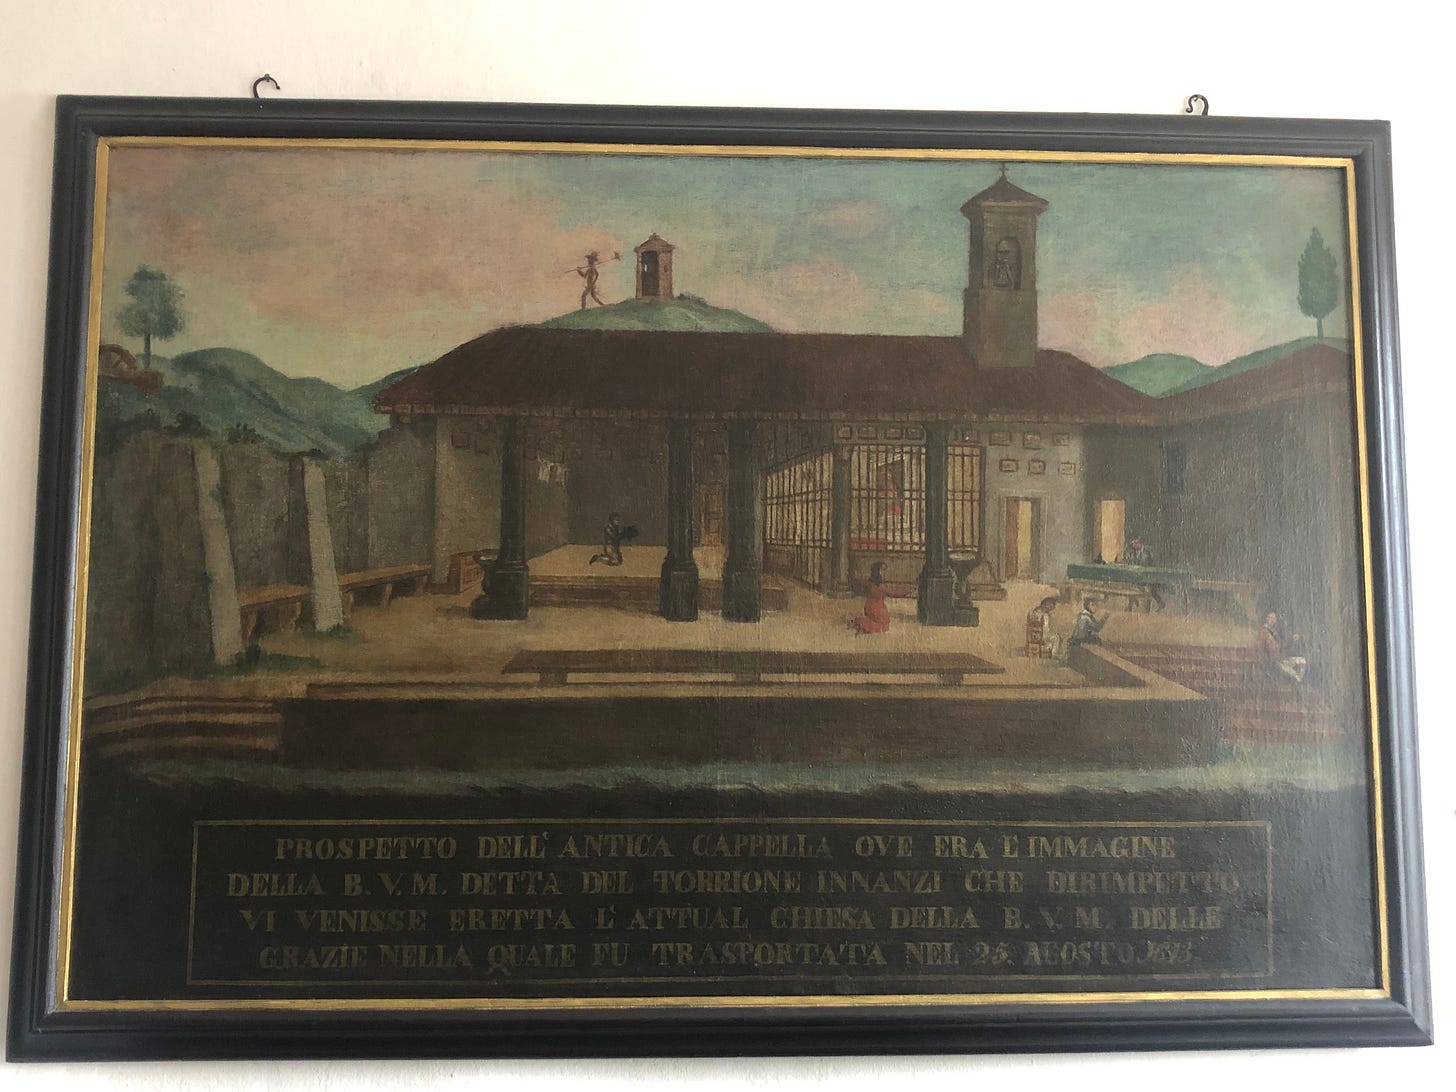 PROSPETTO DELL' ANTICA CAPPELLA OVE ERA L' IMMAGINE
DELLA B. V. M. DETTA DEL TORRIONE INNANZI CHE DIRIMPETTO
VI VENISSE ERETTA L' ATTUAL CHIESA DELLA B. V. M. DELLE
GRAZIE NELLA QUALE FU TRASPORTATA NEL 25. AGOSTO